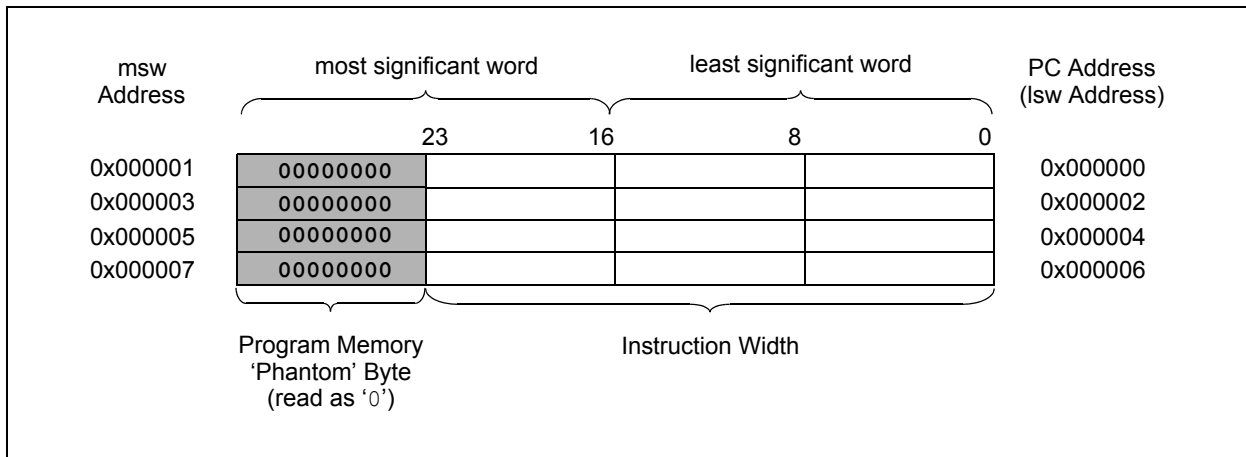 msw
Address
most significant word
least significant word
PC Address
(lsw Address)
23
16
8
0
0x000001
00000000
0x000000
0x000003
00000000
0x000002
0x000005
00000000
0x000004
0x000007
00000000
0x000006
Program Memory
‘Phantom’ Byte
(read as ‘0’)
Instruction Width